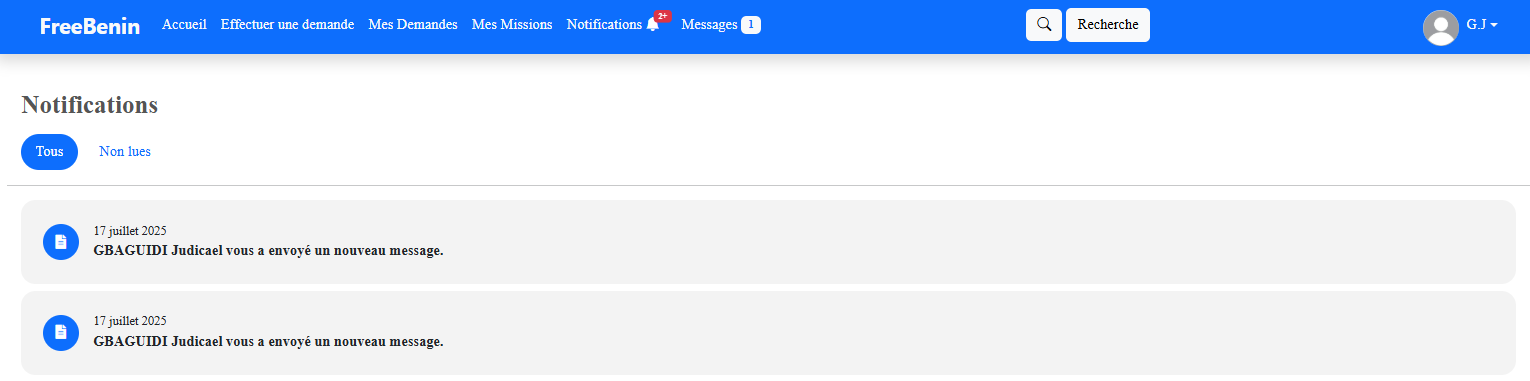 FreeBenin Accueil Effectuer une demande Mes Demandes Mes Missions Notifications 2+ Messages 1 Recherche G.J
Notifications
Tous Non lues
17 juillet 2025
GBAGUIDI Judicael vous a envoyé un nouveau message.
17 juillet 2025
GBAGUIDI Judicael vous a envoyé un nouveau message.